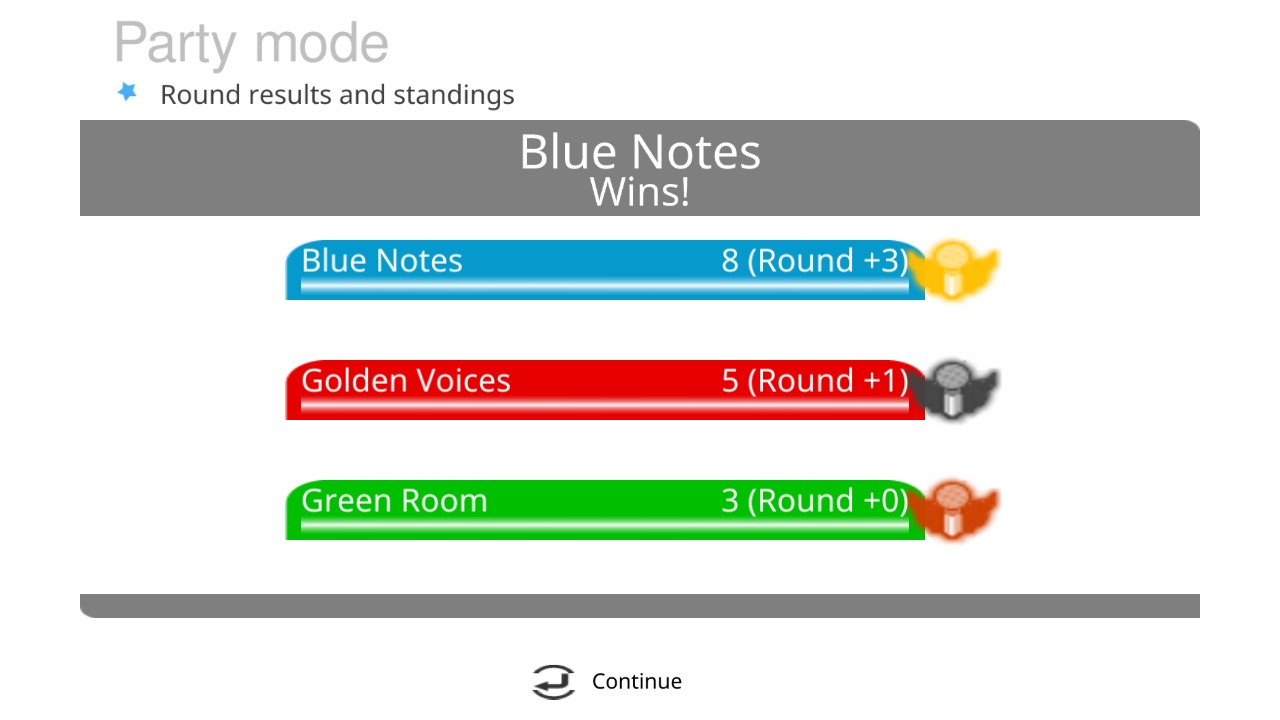 Party mode
Round results and standings
Blue Notes
Wins!
Blue Notes 8 (Round +3)
Golden Voices 5 (Round +1)
Green Room 3 (Round +0)
Continue